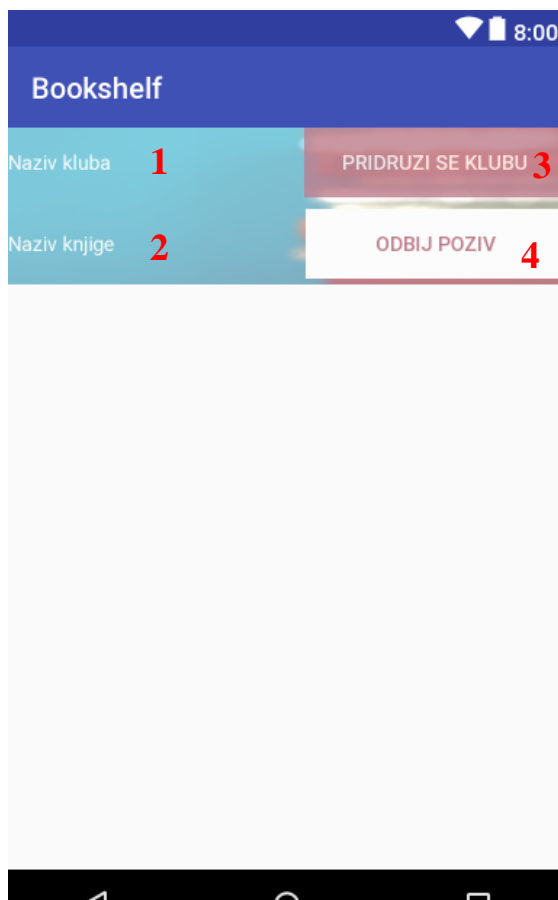 8:00
Bookshelf
Naziv kluba 1 PRIDRUZI SE KLUBU 3
Naziv knjige 2 ODBIJ POZIV 4